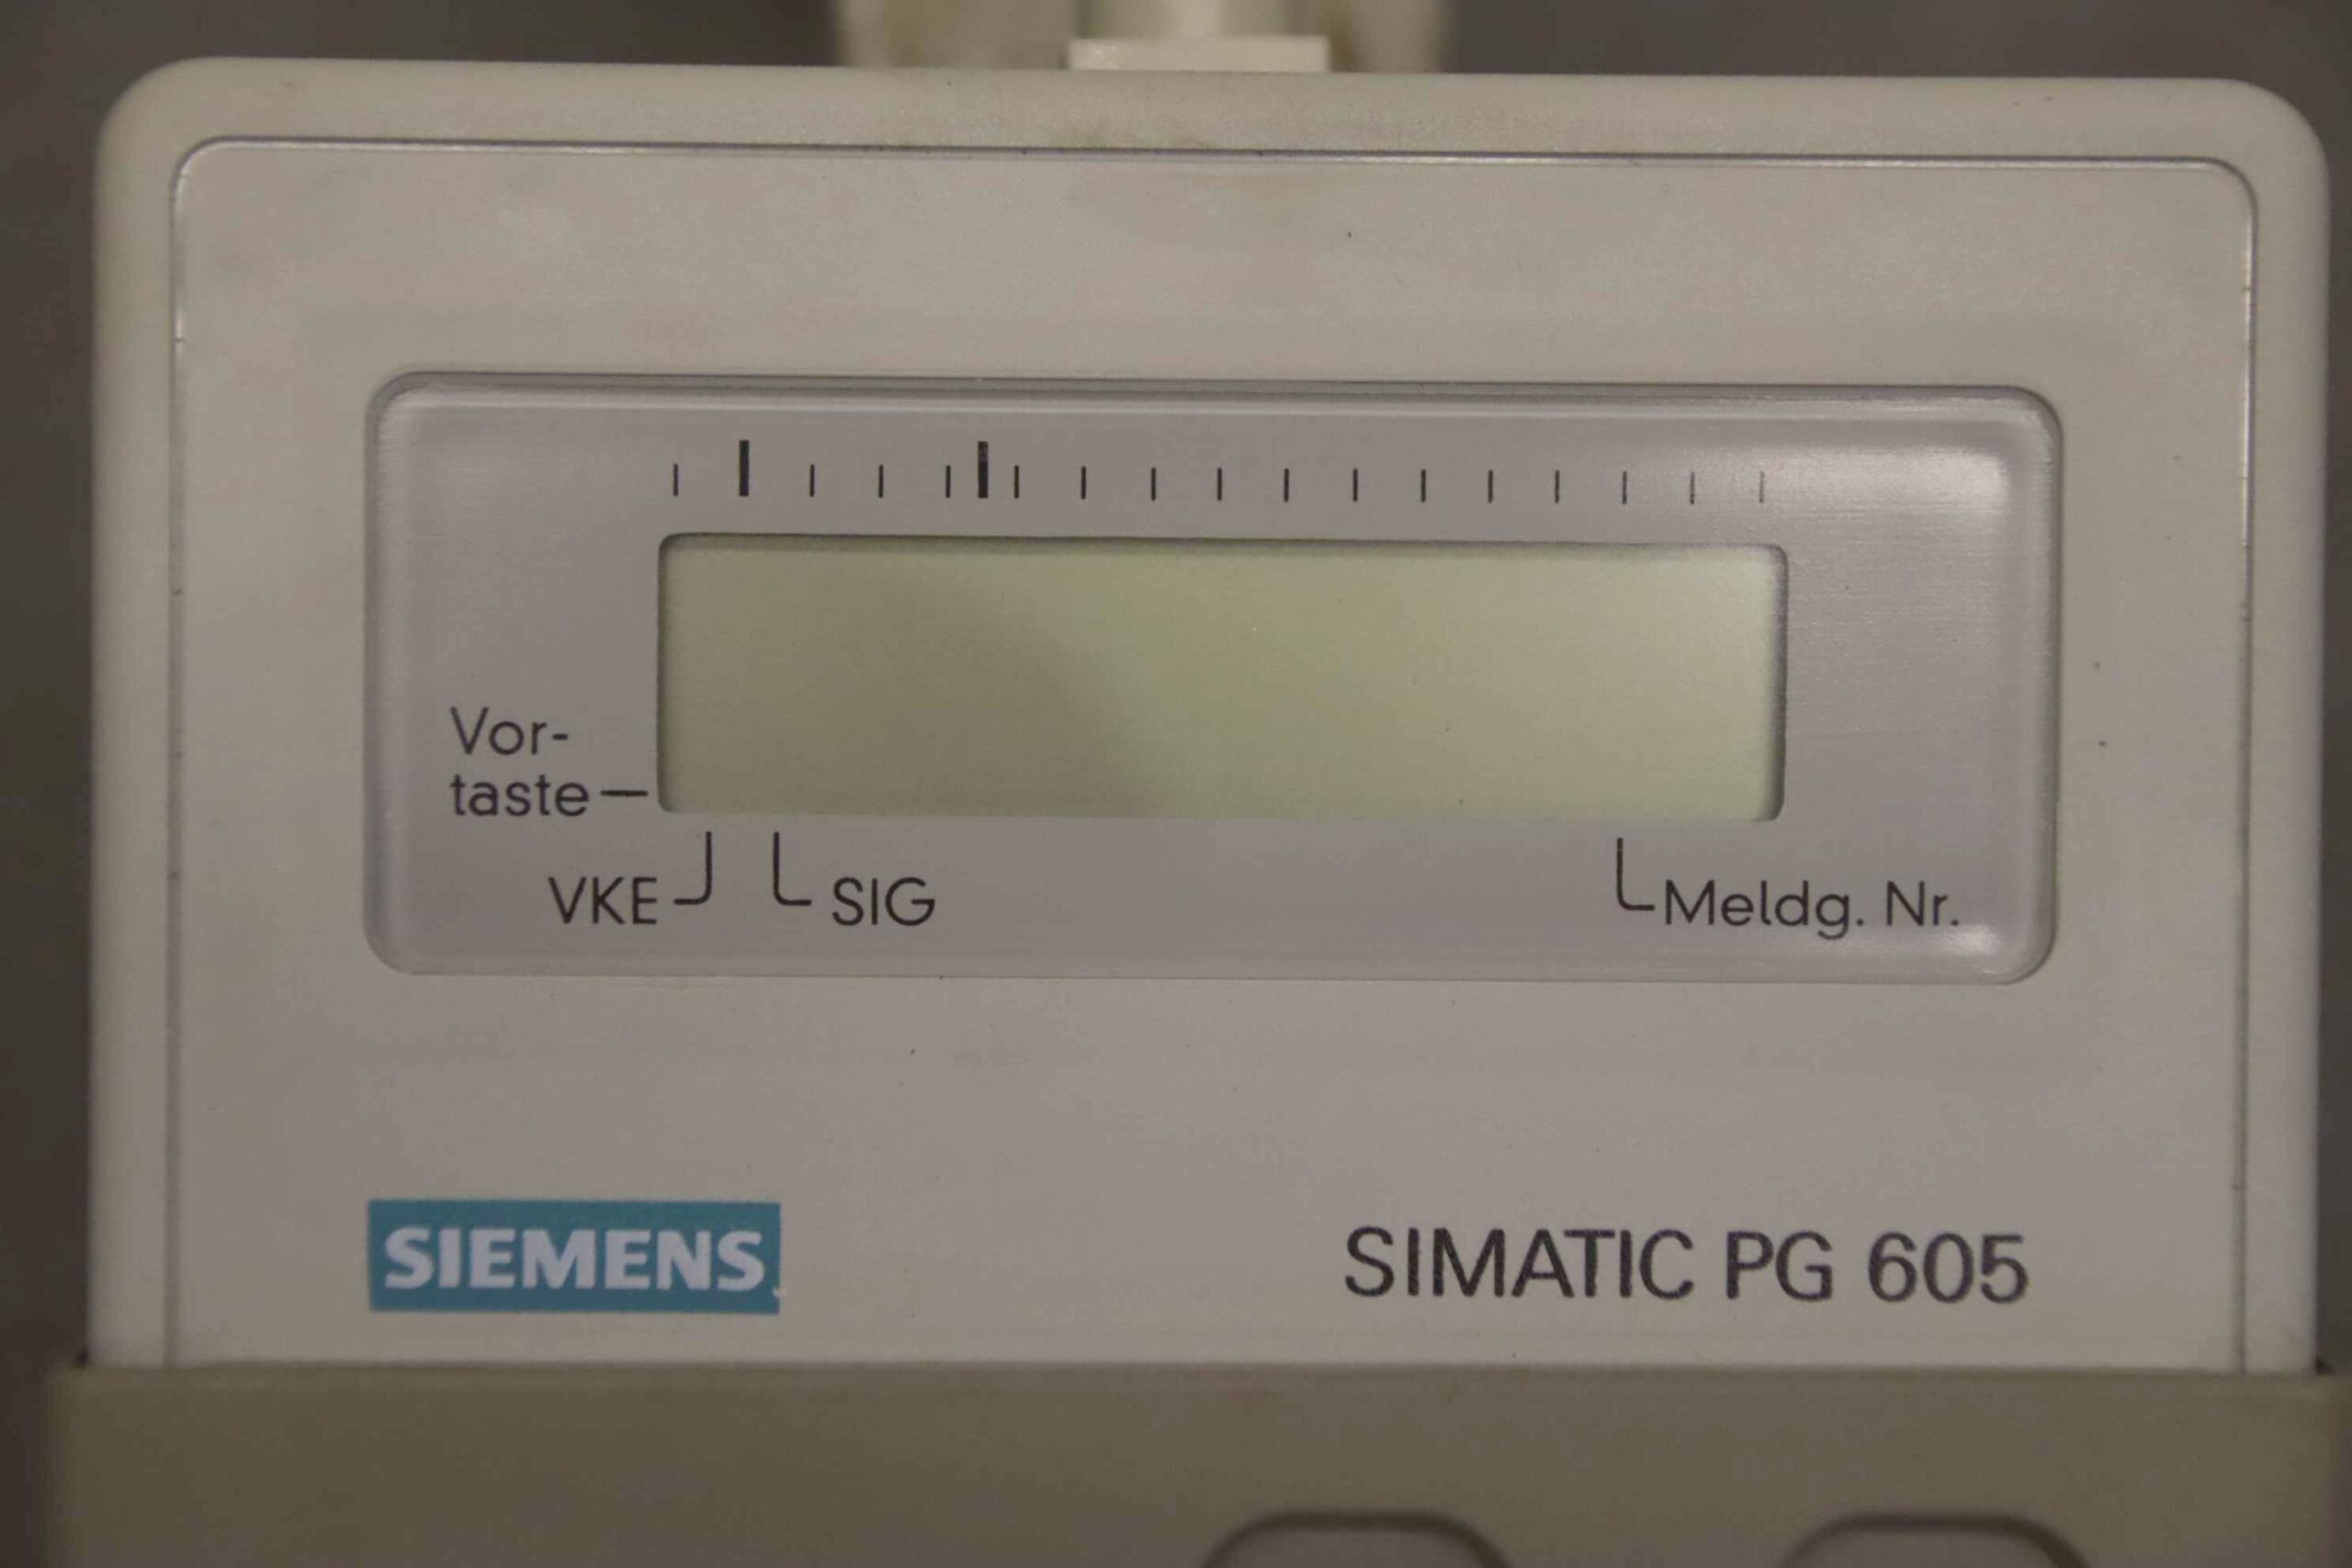 Vor-
taste
VKE SIG Meldg. Nr.
SIEMENS SIMATIC PG 605